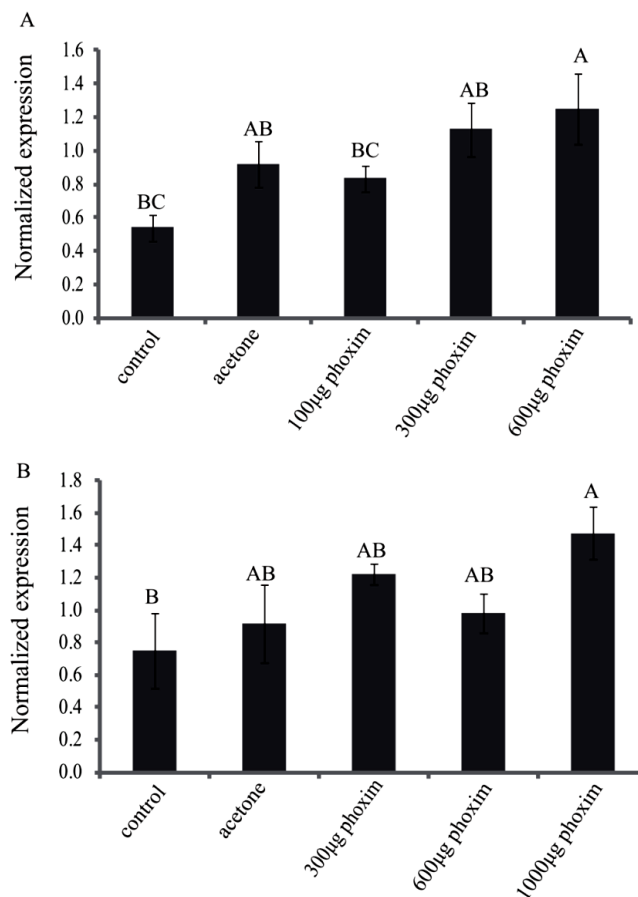 A
Normalized expression
1.6
1.4
1.2
1.0
0.8
0.6
0.4
0.2
0.0
BC
AB
BC
AB
A
control
acetone
100μg phoxim
300μg phoxim
600μg phoxim
B
Normalized expression
1.8
1.6
1.4
1.2
1.0
0.8
0.6
0.4
0.2
0.0
B
AB
AB
AB
A
control
acetone
300μg phoxim
600μg phoxim
1000μg phoxim